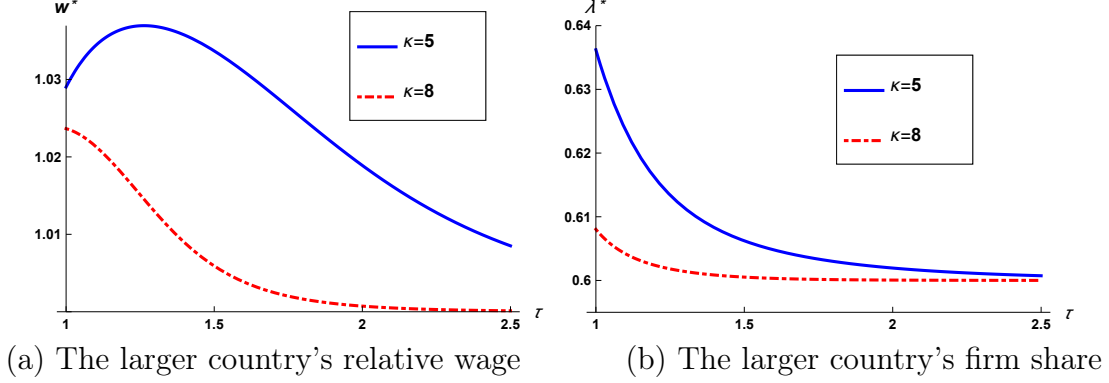 w*
κ=5
κ=8
1.03
1.02
1.01
1
1.5
2
2.5
τ
(a) The larger country's relative wage
λ*
0.64
κ=5
0.63
κ=8
0.62
0.61
0.6
1
1.5
2
2.5
τ
(b) The larger country's firm share